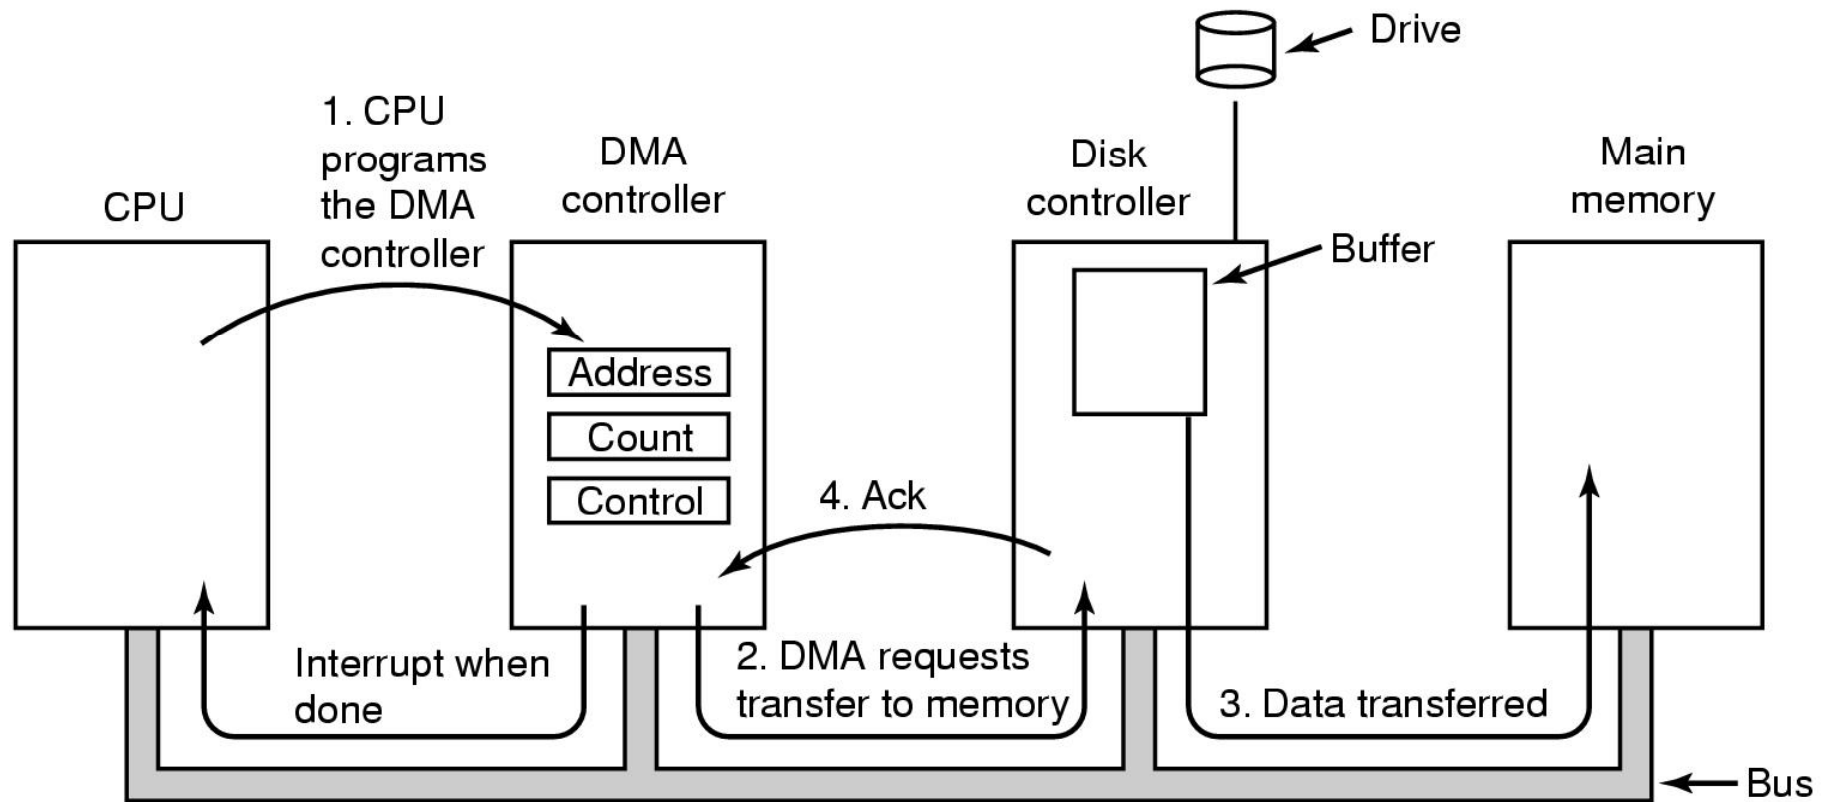 Drive
1. CPU
programs
the DMA
controller
DMA
controller
Disk
controller
Main
memory
CPU
Buffer
Address
Count
Control
4. Ack
Interrupt when
done
2. DMA requests
transfer to memory
3. Data transferred
Bus